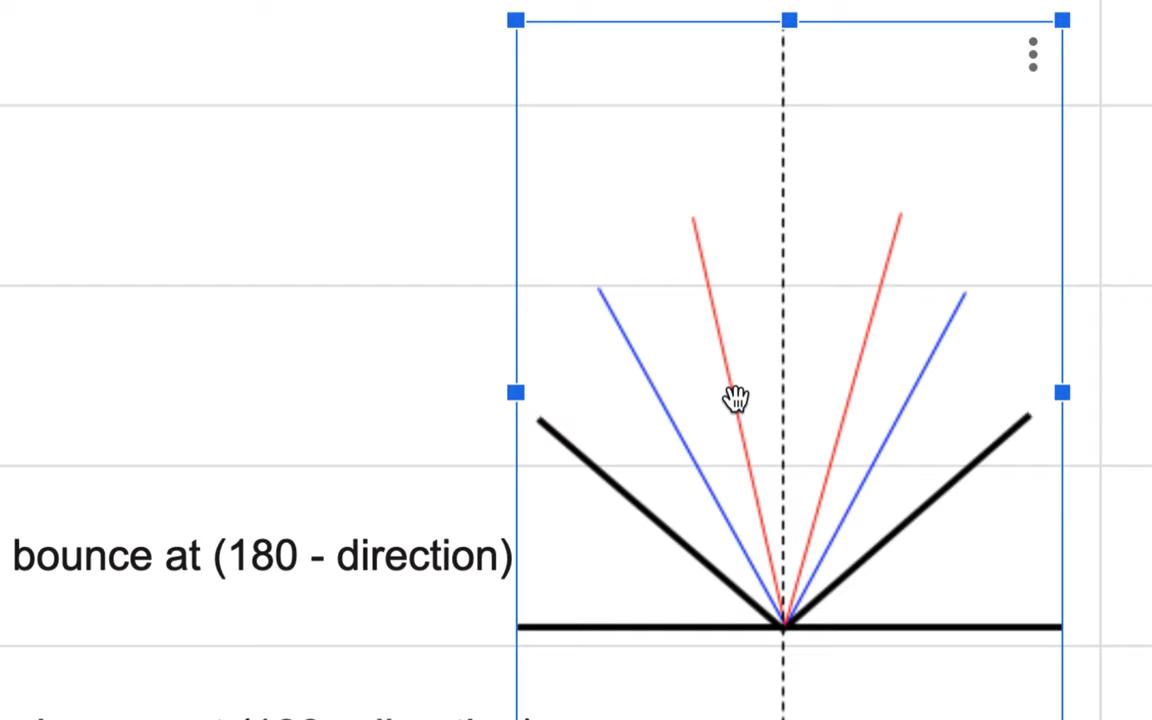 bounce at (180 - direction)